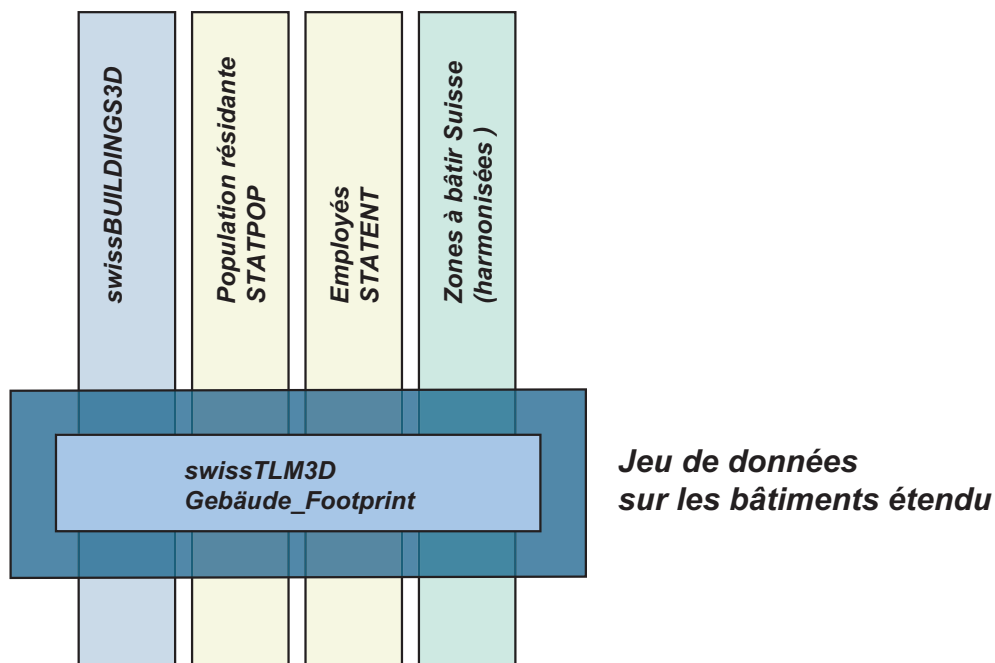 swissBUILDINGS3D
Population résidante
STATPOP
Employés
STATENT
Zones à bâtir Suisse
(harmonisées )
swissTLM3D
Gebäude_Footprint
Jeu de données
sur les bâtiments étendu